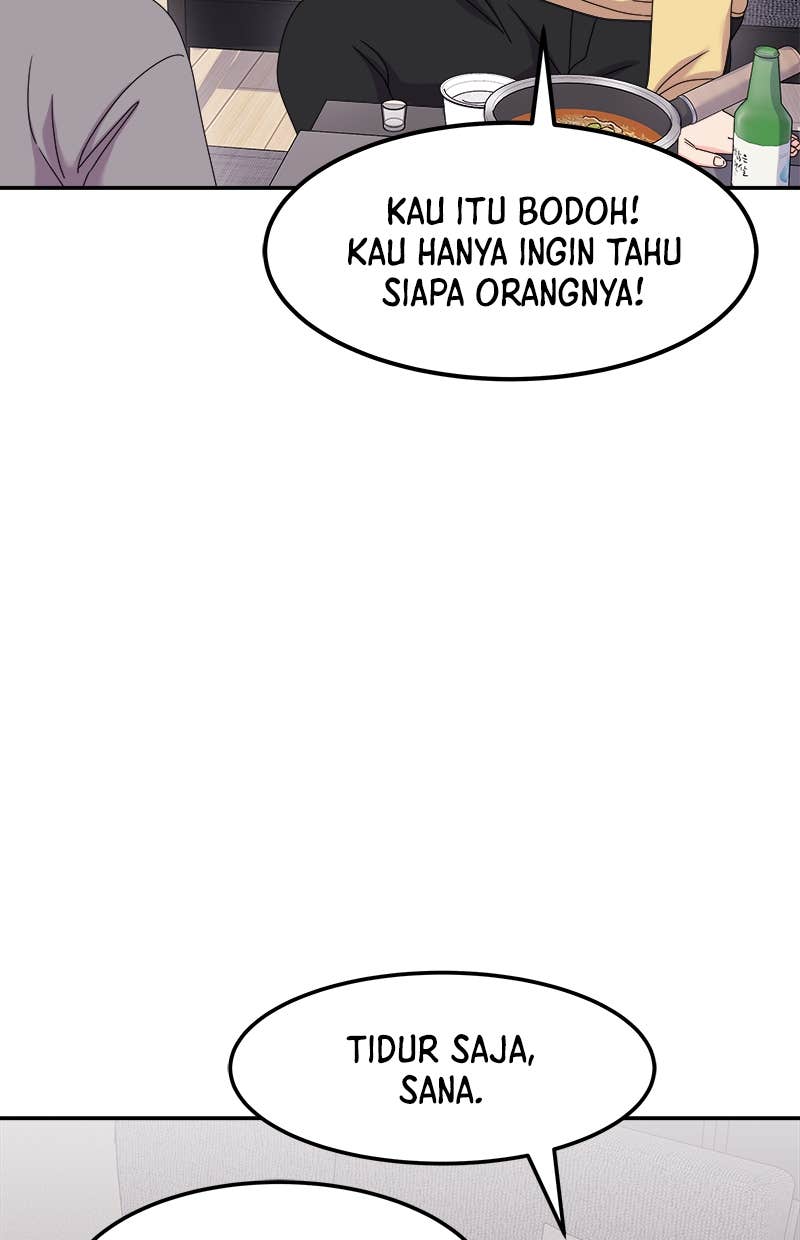 KAU ITU BODOH!
KAU HANYA INGIN TAHU
SIAPA ORANGNYA!
TIDUR SAJA,
SANA.